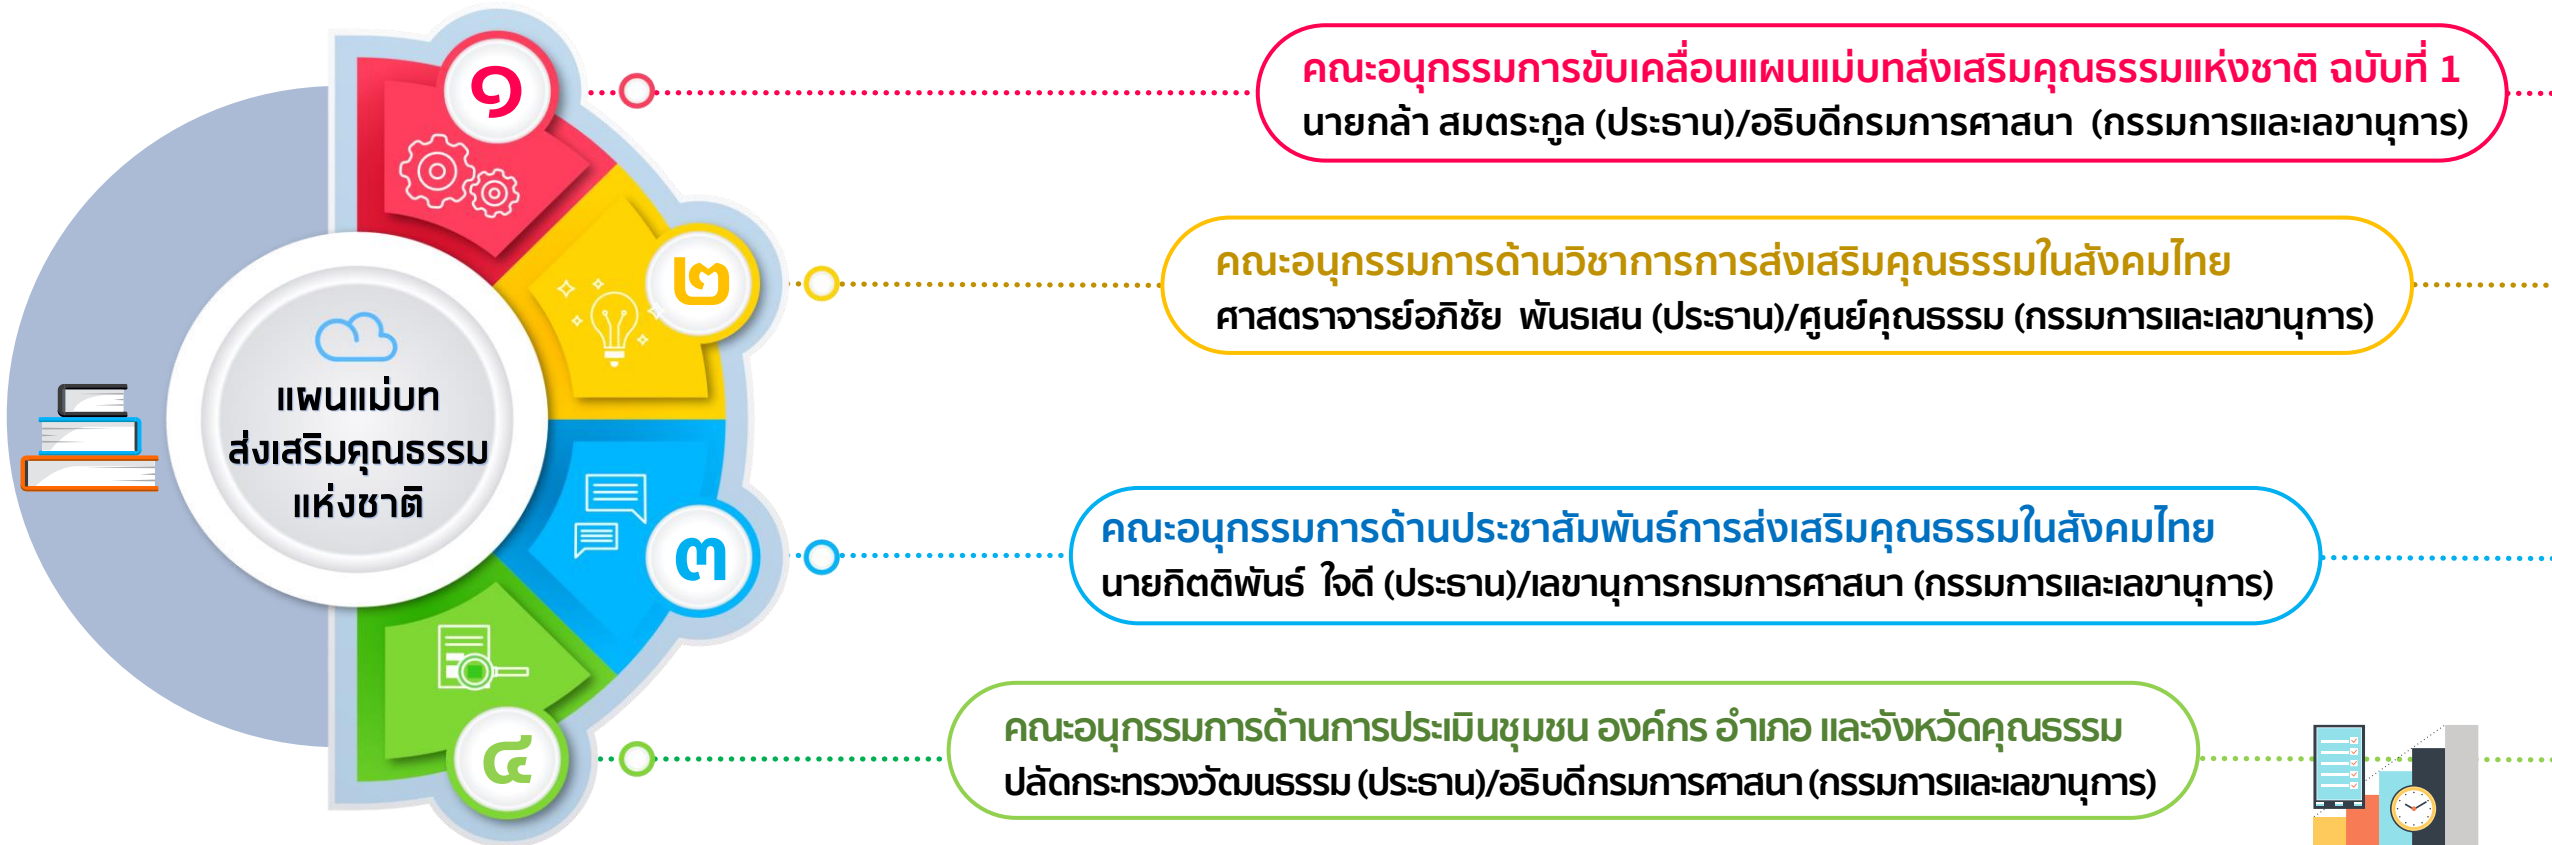 แผนแม่บท
ส่งเสริมคุณธรรม
แห่งชาติ
๑
คณะอนุกรรมการขับเคลื่อนแผนแม่บทส่งเสริมคุณธรรมแห่งชาติ ฉบับที่ 1
นายกล้า สมตระกูล (ประธาน)/อธิบดีกรมการศาสนา (กรรมการและเลขานุการ)
๒
คณะอนุกรรมการด้านวิชาการการส่งเสริมคุณธรรมในสังคมไทย
ศาสตราจารย์อภิชัย พันธเสน (ประธาน)/ศูนย์คุณธรรม (กรรมการและเลขานุการ)
๓
คณะอนุกรรมการด้านประชาสัมพันธ์การส่งเสริมคุณธรรมในสังคมไทย
นายกิตติพันธ์ ใจดี (ประธาน)/เลขานุการกรมการศาสนา (กรรมการและเลขานุการ)
๔
คณะอนุกรรมการด้านการประเมินชุมชน องค์กร อำเภอ และจังหวัดคุณธรรม
ปลัดกระทรวงวัฒนธรรม (ประธาน)/อธิบดีกรมการศาสนา (กรรมการและเลขานุการ)